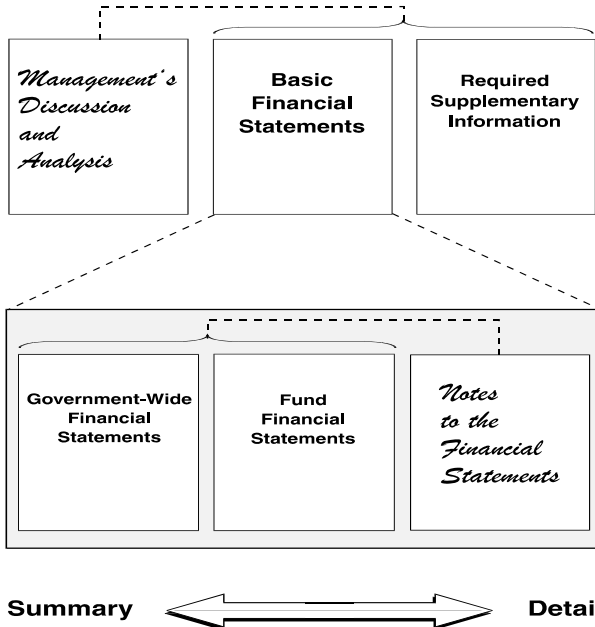 Management's
Discussion
and
Analysis
Basic
Financial
Statements
Required
Supplementary
Information
Government-Wide
Financial
Statements
Fund
Financial
Statements
Notes
to the
Financial
Statements
Summary
Detai